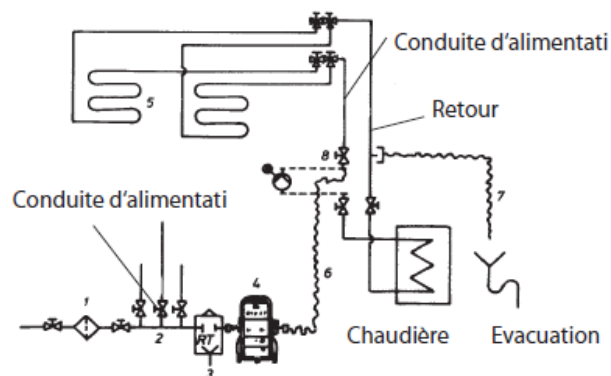 Conduite d'alimentati
5
Retour
8
Conduite d'alimentati
7
6
4
1
2
RT
3
Chaudière
Evacuation